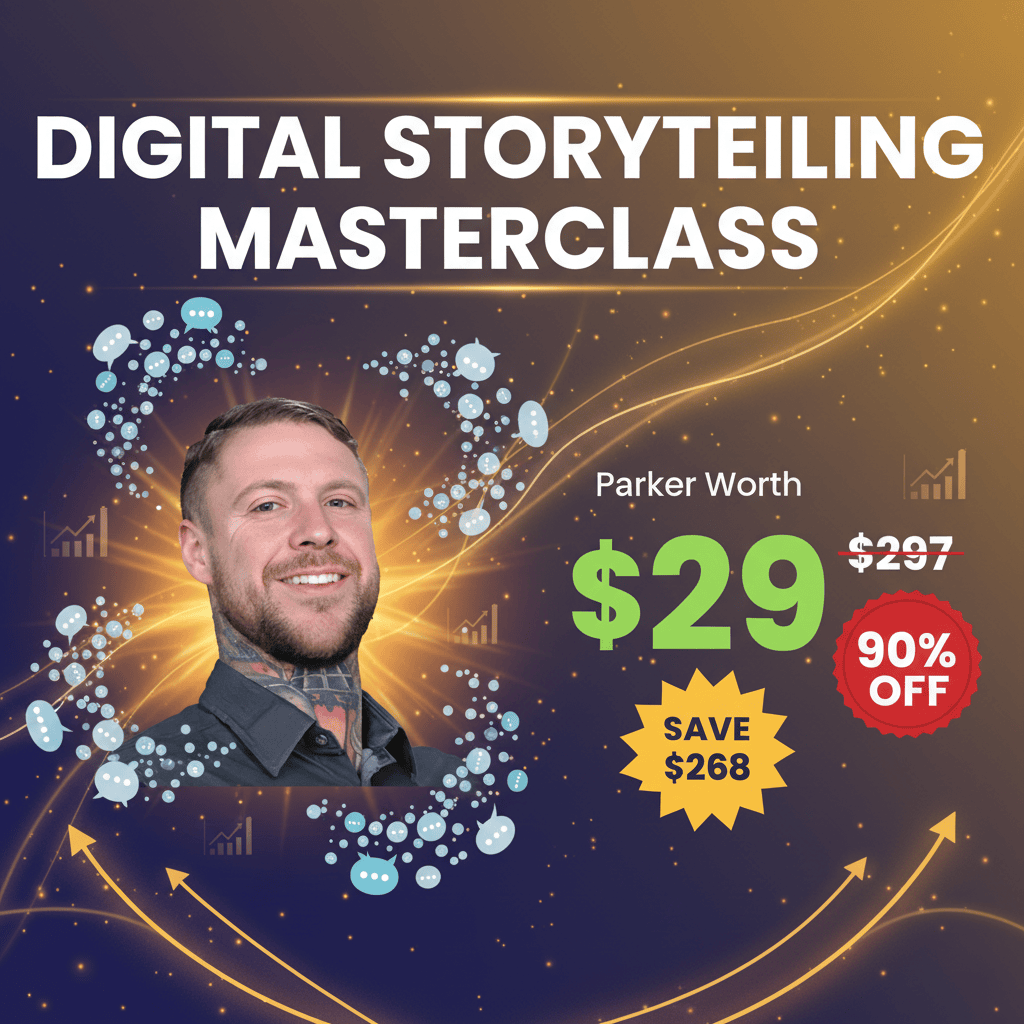 DIGITAL STORYTEILING
MASTERCLASS
Parker Worth
$29
$297
90%
OFF
SAVE
$268